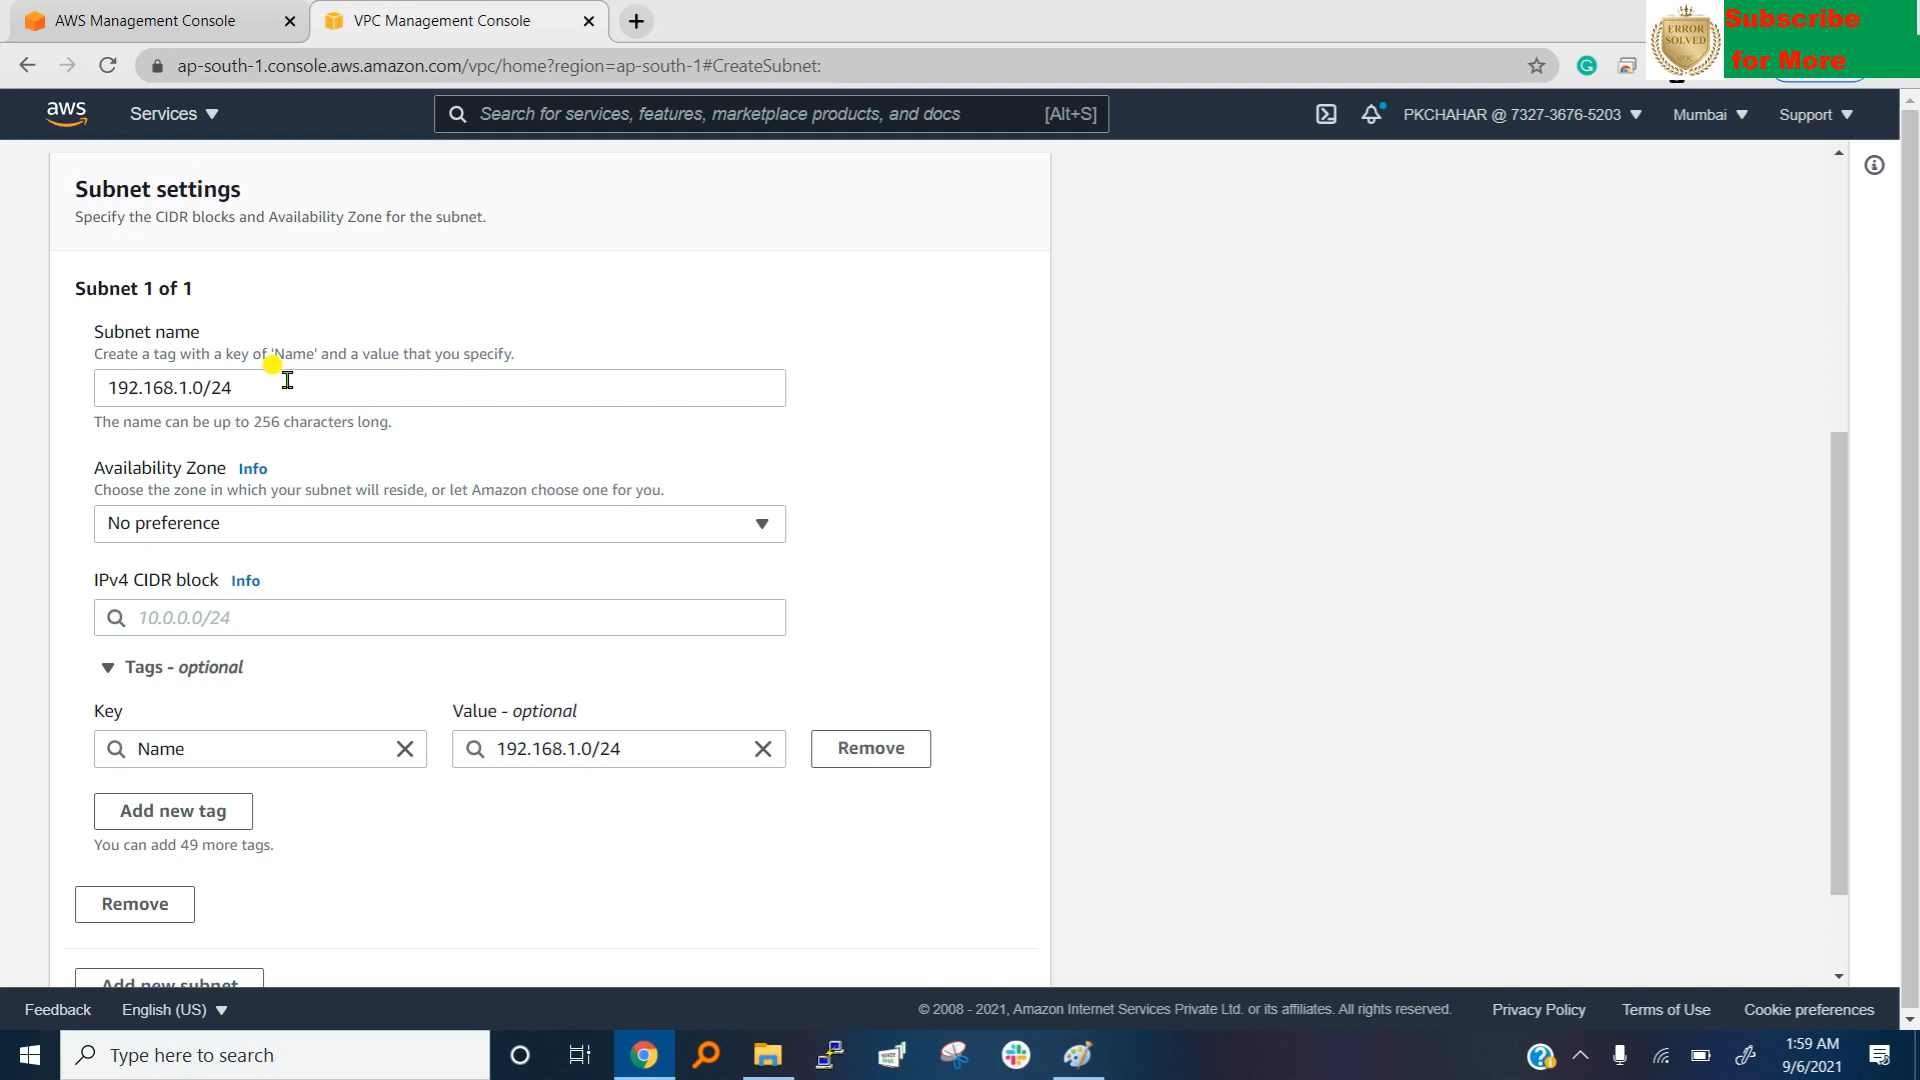 AWS Management Console
VPC Management Console
ERROR
SOLVED
Subscribe
for More
ap-south-1.console.aws.amazon.com/vpc/home?region=ap-south-1#CreateSubnet:
aws
Services
Search for services, features, marketplace products, and docs
[Alt+S]
PKCHAHAR @ 7327-3676-5203
Mumbai
Support
Subnet settings
Specify the CIDR blocks and Availability Zone for the subnet.
Subnet 1 of 1
Subnet name
Create a tag with a key of 'Name' and a value that you specify.
192.168.1.0/24
The name can be up to 256 characters long.
Availability Zone Info
Choose the zone in which your subnet will reside, or let Amazon choose one for you.
No preference
IPv4 CIDR block Info
10.0.0.0/24
Tags - optional
Key
Value - optional
Name
192.168.1.0/24
Remove
Add new tag
You can add 49 more tags.
Remove
Add new subnet
Feedback
English (US)
© 2008 - 2021, Amazon Internet Services Private Ltd. or its affiliates. All rights reserved.
Privacy Policy
Terms of Use
Cookie preferences
Type here to search
1:59 AM
9/6/2021